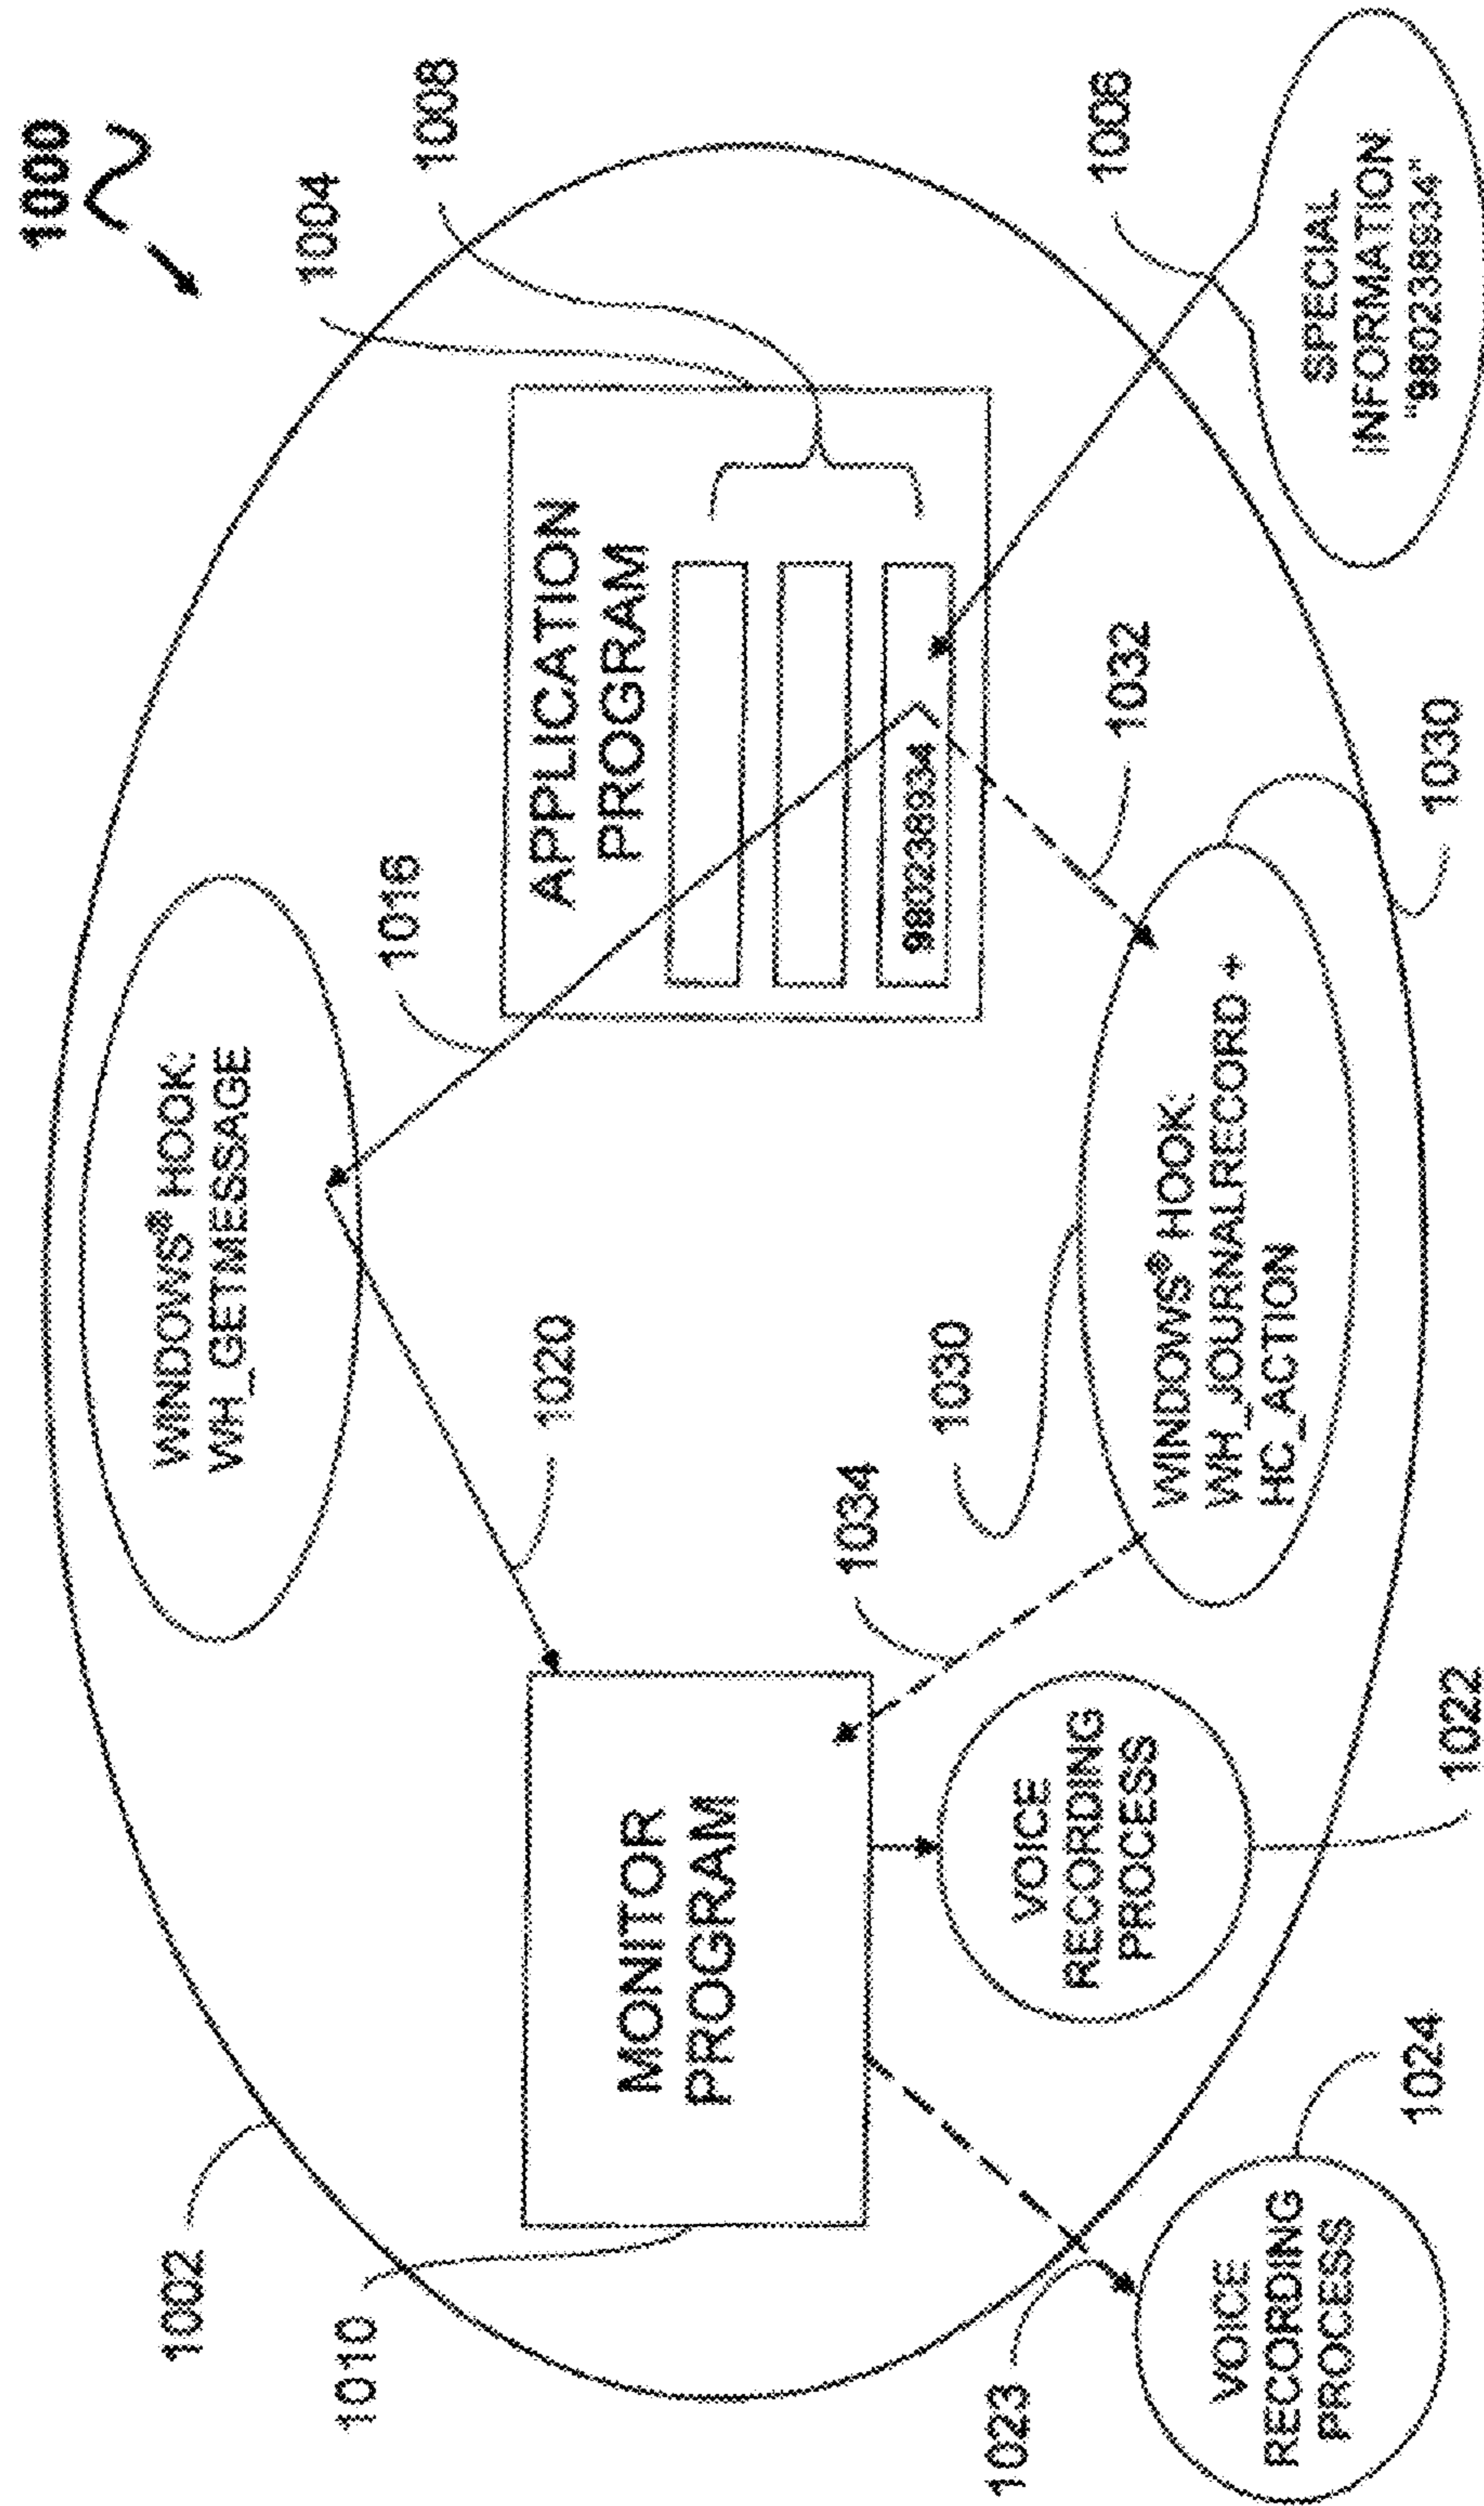 1000
1002
WINDOWS® HOOK:
WH_GETMESSAGE
1004
1010
1016
1008
1020
APPLICATION
PROGRAM
MONITOR
PROGRAM
980238934
1034
1030
1023
1032
1006
VOICE
RECORDING
PROCESS
WINDOWS® HOOK:
WH_JOURNALRECORD +
HC_ACTION
VOICE
RECORDING
PROCESS
SPECIAL
INFORMATION
"980238934"
1024
1022
1030